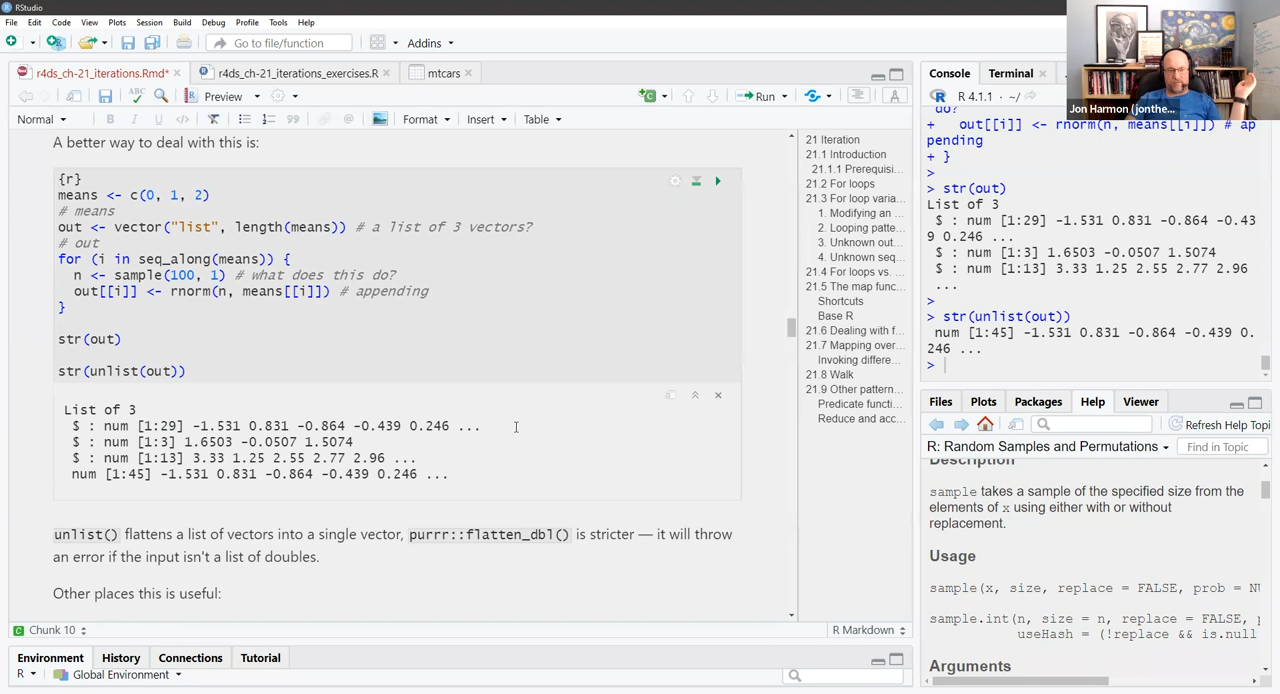 RStudio
File Edit Code View Plots Session Build Debug Profile Tools Help
Go to file/function
Addins
r4ds_ch-21_iterations.Rmd*
r4ds_ch-21_iterations_exercises.R
mtcars
ABC
Preview
Run
Normal
B I U
Format
Insert
Table
A better way to deal with this is:
{r}
means <- c(0, 1, 2)
# means
out <- vector("list", length(means)) # a list of 3 vectors?
# out
for (i in seq_along(means)) {
n <- sample(100, 1) # what does this do?
out[[i]] <- rnorm(n, means[[i]]) # appending
}
str(out)
str(unlist(out))
List of 3
$ : num [1:29] -1.531 0.831 -0.864 -0.439 0.246 ...
$ : num [1:3] 1.6503 -0.0507 1.5074
$ : num [1:13] 3.33 1.25 2.55 2.77 2.96 ...
num [1:45] -1.531 0.831 -0.864 -0.439 0.246 ...
unlist() flattens a list of vectors into a single vector, purrr::flatten_dbl() is stricter — it will throw
an error if the input isn't a list of doubles.
Other places this is useful:
Chunk 10
R Markdown
Environment
History
Connections
Tutorial
R
Global Environment
21 Iteration
21.1 Introduction
21.1.1 Prerequisi...
21.2 For loops
21.3 For loop varia...
1. Modifying an ...
2. Looping patte...
3. Unknown out...
4. Unknown seq...
21.4 For loops vs. ...
21.5 The map func...
Shortcuts
Base R
21.6 Dealing with f...
21.7 Mapping over...
Invoking differe...
21.8 Walk
21.9 Other pattern...
Predicate functi...
Reduce and acc...
Console
Terminal
R 4.1.1 · ~/
Jon Harmon (jonthe...
do?
+ out[[i]] <- rnorm(n, means[[i]]) # ap
pending
+ }
>
> str(out)
List of 3
$ : num [1:29] -1.531 0.831 -0.864 -0.43
9 0.246 ...
$ : num [1:3] 1.6503 -0.0507 1.5074
$ : num [1:13] 3.33 1.25 2.55 2.77 2.96
...
>
> str(unlist(out))
num [1:45] -1.531 0.831 -0.864 -0.439 0.
246 ...
>
Files
Plots
Packages
Help
Viewer
Refresh Help Topi
R: Random Samples and Permutations
Find in Topic
Description
sample takes a sample of the specified size from the
elements of x using either with or without
replacement.
Usage
sample(x, size, replace = FALSE, prob = NU
sample.int(n, size = n, replace = FALSE,
useHash = (!replace && is.null
Arguments